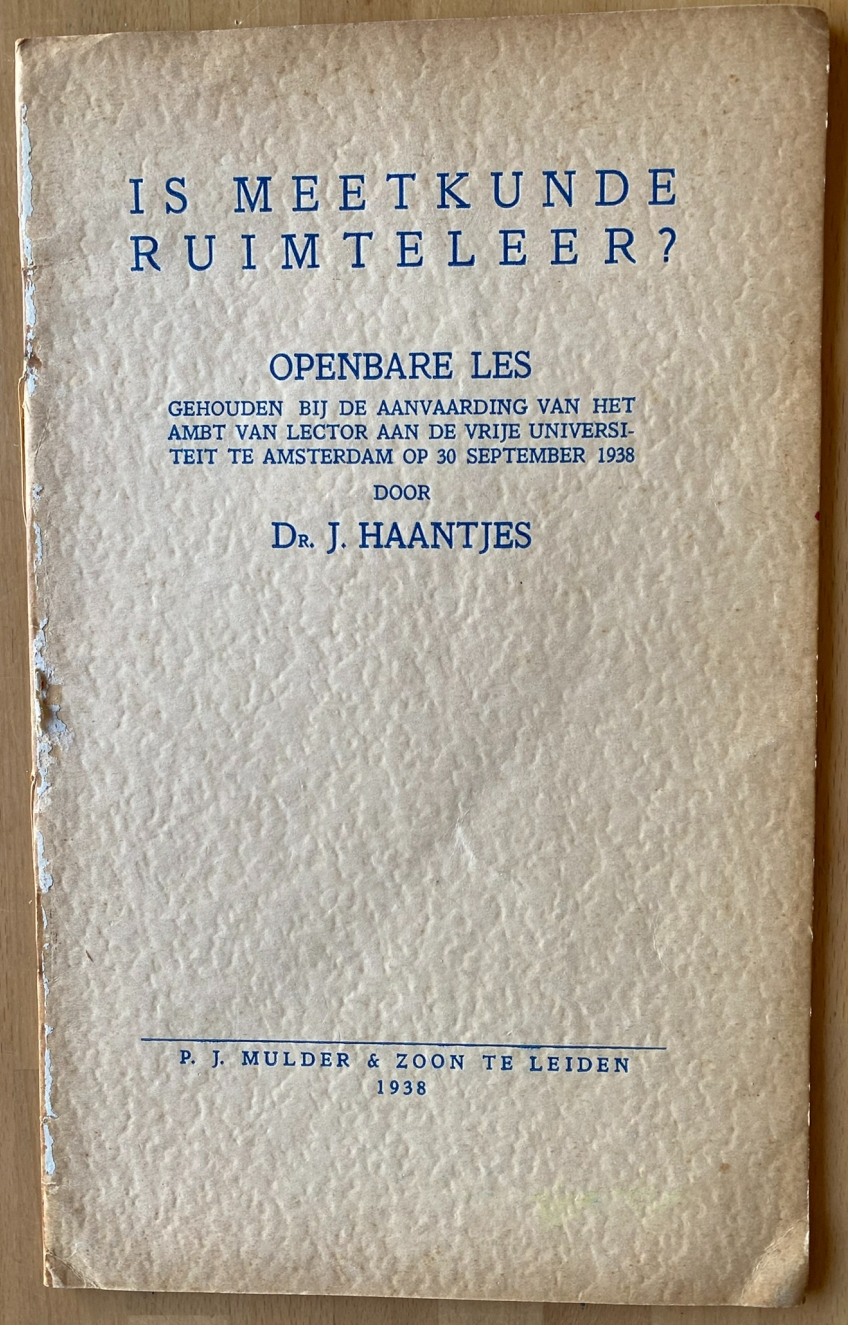 IS MEETKUNDE
RUIMTELEER?
OPENBARE LES
GEHOUDEN BIJ DE AANVAARDING VAN HET
AMBT VAN LECTOR AAN DE VRIJE UNIVERSI-
TEIT TE AMSTERDAM OP 30 SEPTEMBER 1938
DOOR
DR. J. HAANTJES
P. J. MULDER & ZOON TE LEIDEN
1938